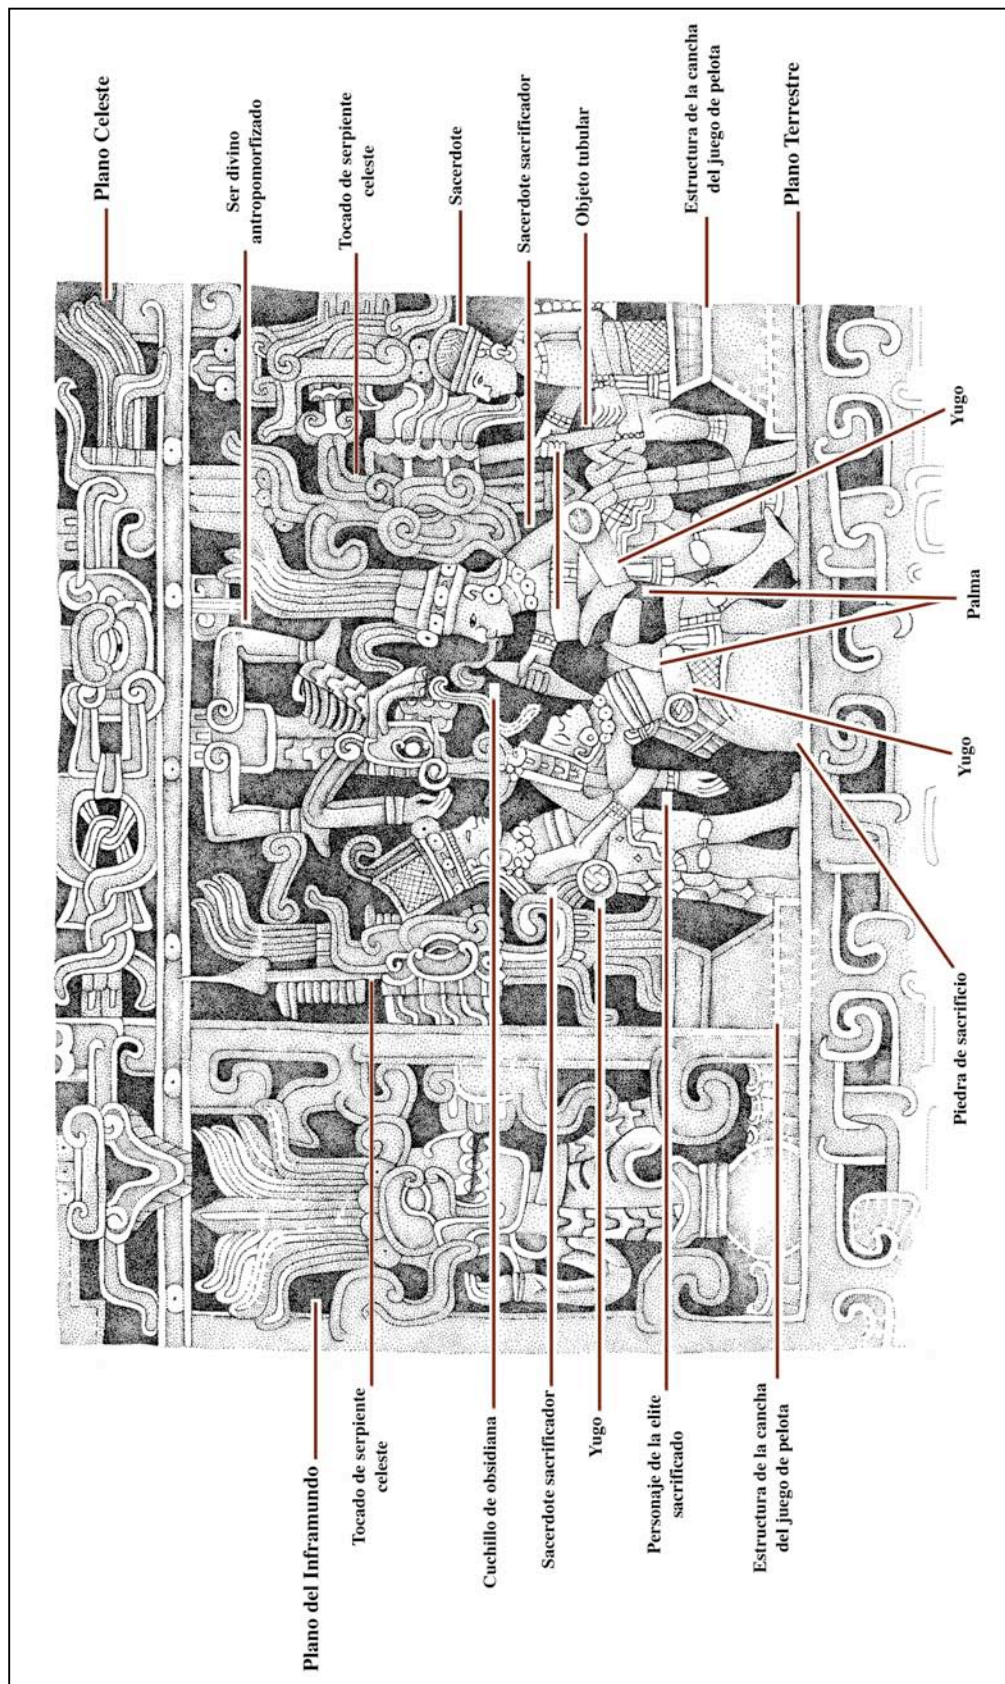 Plano del Inframundo
Tocado de serpiente
celeste
Cuchillo de obsidiana
Sacerdote sacrificador
Yugo
Personaje de la elite
sacrificado
Estructura de la cancha
del juego de pelota
Plano Celeste
Ser divino
antropomorfizado
Tocado de serpiente
celeste
Sacerdote
Sacerdote sacrificador
Objeto tubular
Estructura de la cancha
del juego de pelota
Plano Terrestre
Piedra de sacrificio
Yugo
Palma
Yugo